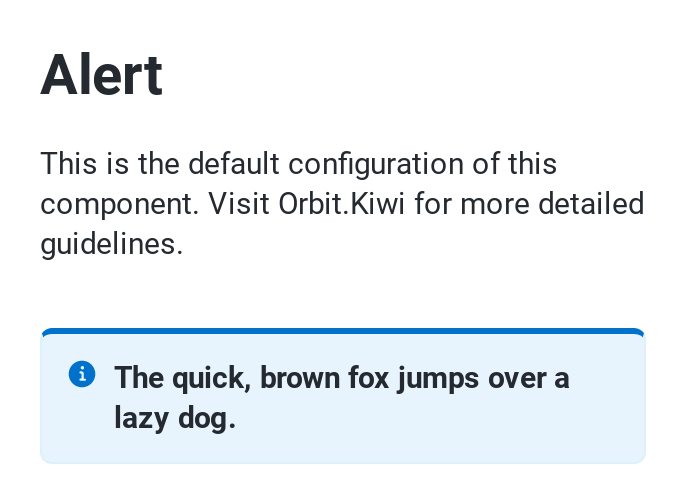 Alert
This is the default configuration of this
component. Visit Orbit.Kiwi for more detailed
guidelines.
The quick, brown fox jumps over a
lazy dog.